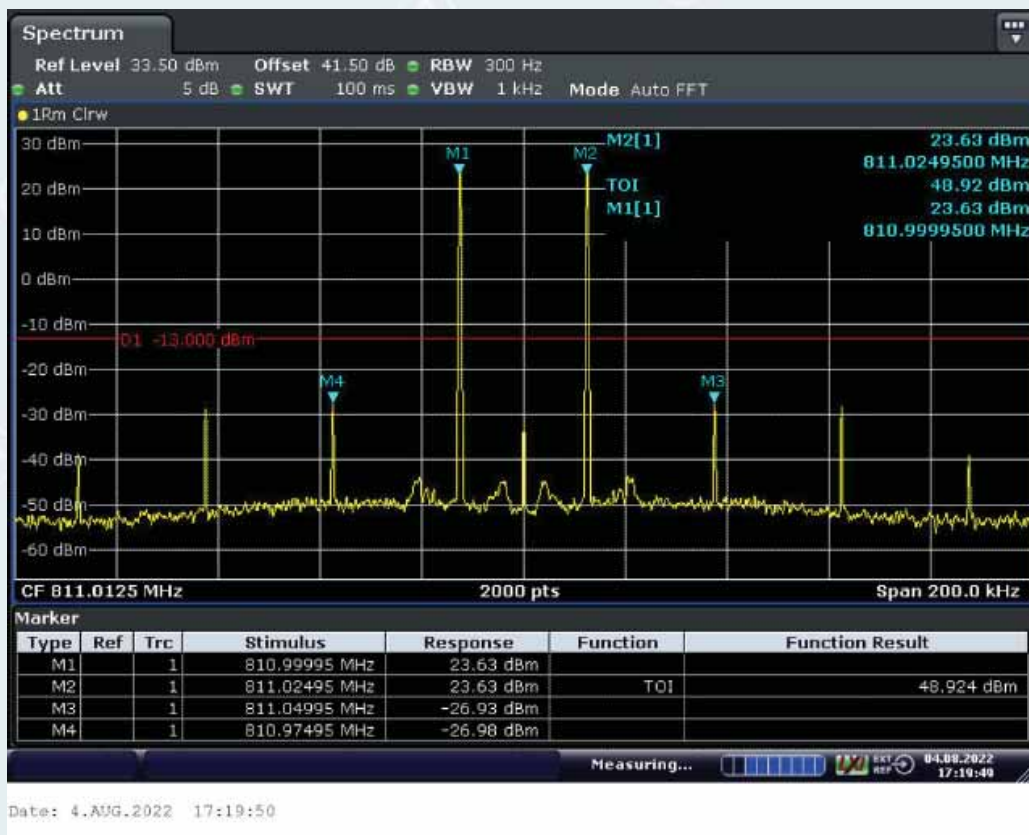 Spectrum
Ref Level 33.50 dBm Offset 41.50 dB RBW 300 Hz
Att 5 dB SWT 100 ms VBW 1 kHz Mode Auto FFT
1Rm Clrw
30 dBm
M1 M2 M2[1] 23.63 dBm
811.0249500 MHz
20 dBm TOI 48.92 dBm
M1[1] 23.63 dBm
10 dBm 810.9999500 MHz
0 dBm
-10 dBm
D1 -13.000 dBm
-20 dBm
M4 M3
-30 dBm
-40 dBm
-50 dBm
-60 dBm
CF 811.0125 MHz 2000 pts Span 200.0 kHz
Marker
Type Ref Trc Stimulus Response Function Function Result
M1 1 810.99995 MHz 23.63 dBm
M2 1 811.02495 MHz 23.63 dBm TOI 48.924 dBm
M3 1 811.04995 MHz -26.93 dBm
M4 1 810.97495 MHz -26.98 dBm
Measuring... LXI EXT REF 04.08.2022
17:19:49
Date: 4.AUG.2022 17:19:50